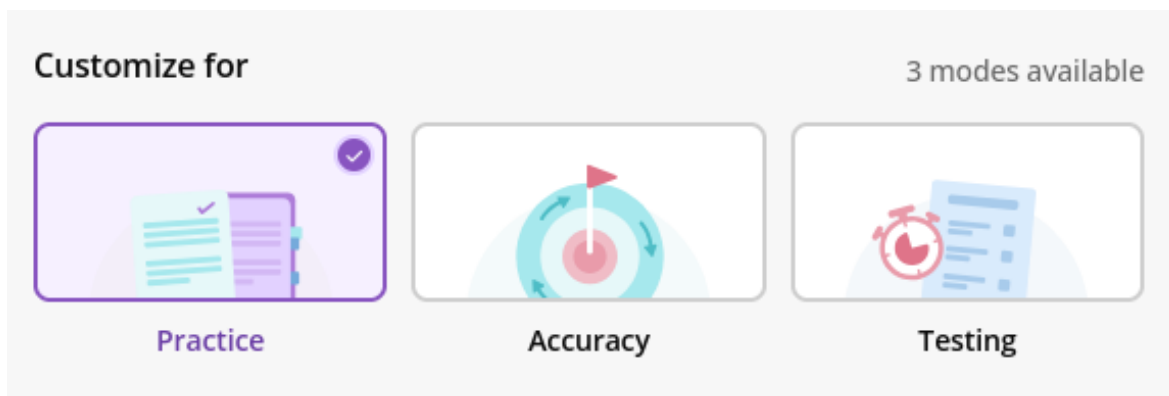 Customize for
3 modes available
Practice
Accuracy
Testing